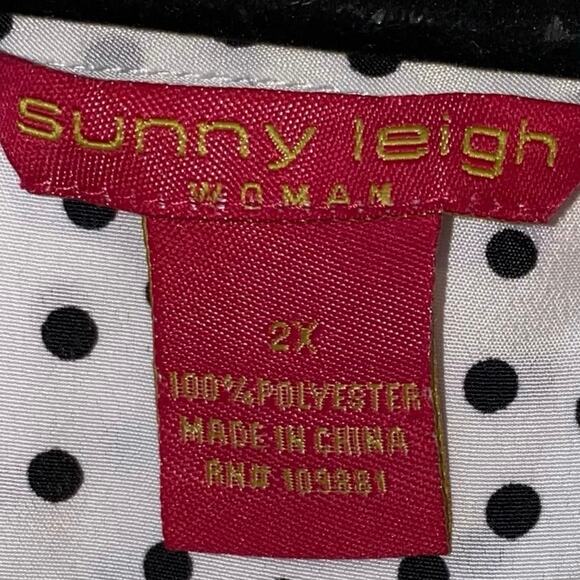 sunny leigh
WOMAN
2X
100% POLYESTER
MADE IN CHINA
RN# 109881